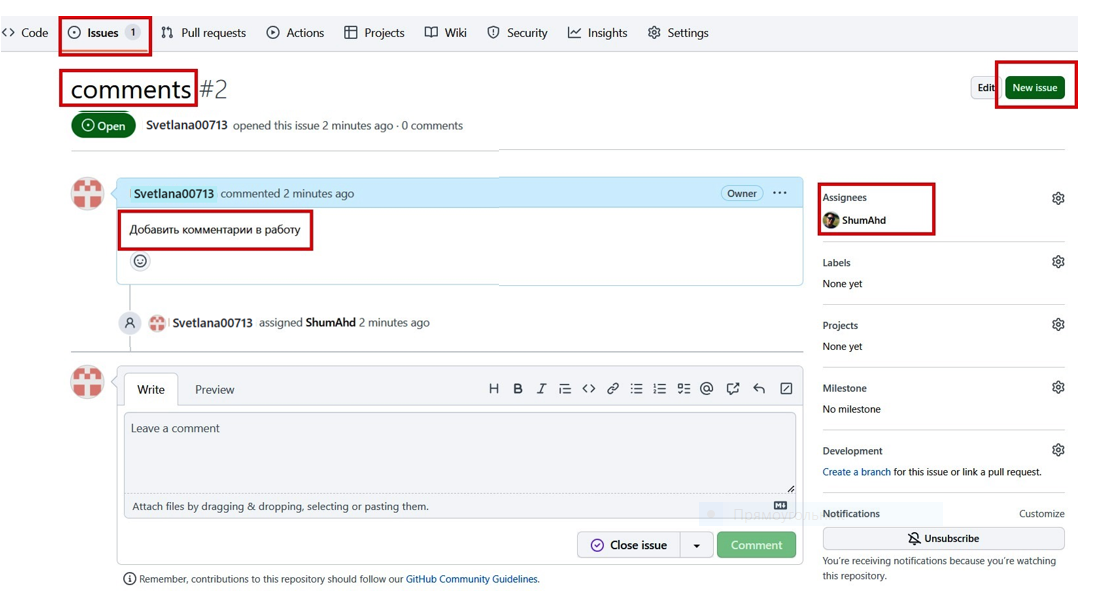 <> Code Issues 1 Pull requests Actions Projects Wiki Security Insights Settings
comments #2
Edit New issue
Open Svetlana00713 opened this issue 2 minutes ago · 0 comments
Svetlana00713 commented 2 minutes ago Owner ...
Добавить комментарии в работу
Svetlana00713 assigned ShumAhd 2 minutes ago
Write Preview
Leave a comment
Attach files by dragging & dropping, selecting or pasting them.
Close issue Comment
Remember, contributions to this repository should follow our GitHub Community Guidelines.
Assignees
ShumAhd
Labels
None yet
Projects
None yet
Milestone
No milestone
Development
Create a branch for this issue or link a pull request.
Notifications Customize
Unsubscribe
You're receiving notifications because you're watching
this repository.